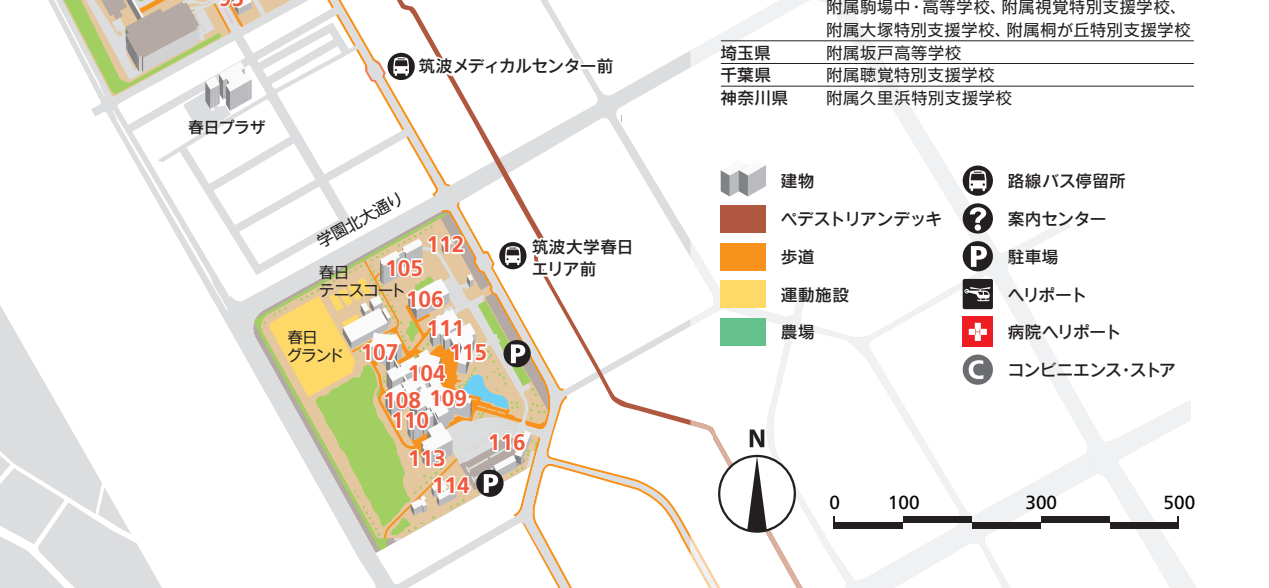 附属駒場中・高等学校、附属視覚特別支援学校、
附属大塚特別支援学校、附属桐が丘特別支援学校
埼玉県 附属坂戸高等学校
千葉県 附属聴覚特別支援学校
神奈川県 附属久里浜特別支援学校
筑波メディカルセンター前
春日プラザ
学園北大通り
筑波大学春日
エリア前
春日
テニスコート
春日
グランド
112
105
106
111
107
115
104
108
109
110
116
113
114
P
P
建物
ペデストリアンデッキ
歩道
運動施設
農場
路線バス停留所
? 案内センター
P 駐車場
ヘリポート
病院ヘリポート
C コンビニエンス・ストア
N
0 100 300 500